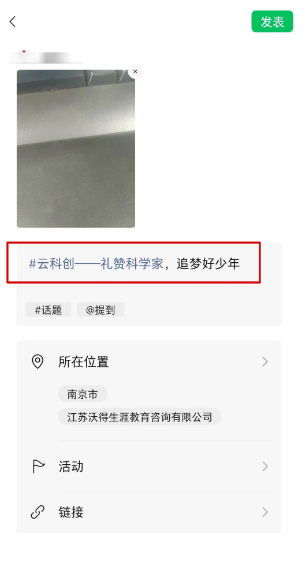 发表
#云科创——礼赞科学家，追梦好少年
#话题 @提到
所在位置
南京市
江苏沃得生涯教育咨询有限公司
活动
链接